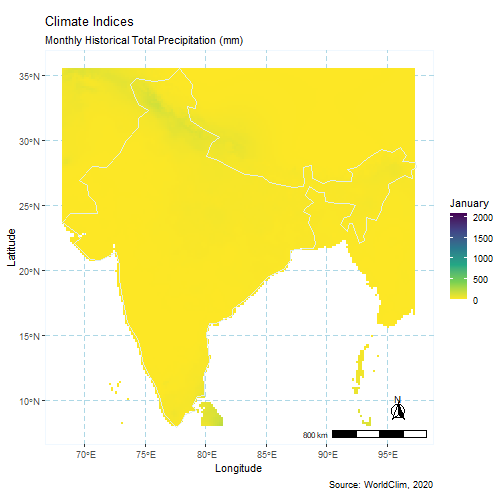 Climate Indices
Monthly Historical Total Precipitation (mm)
35°N
30°N
25°N
20°N
15°N
10°N
Latitude
January
2000
1500
1000
500
0
N
800 km
70°E
75°E
80°E
85°E
90°E
95°E
Longitude
Source: WorldClim, 2020